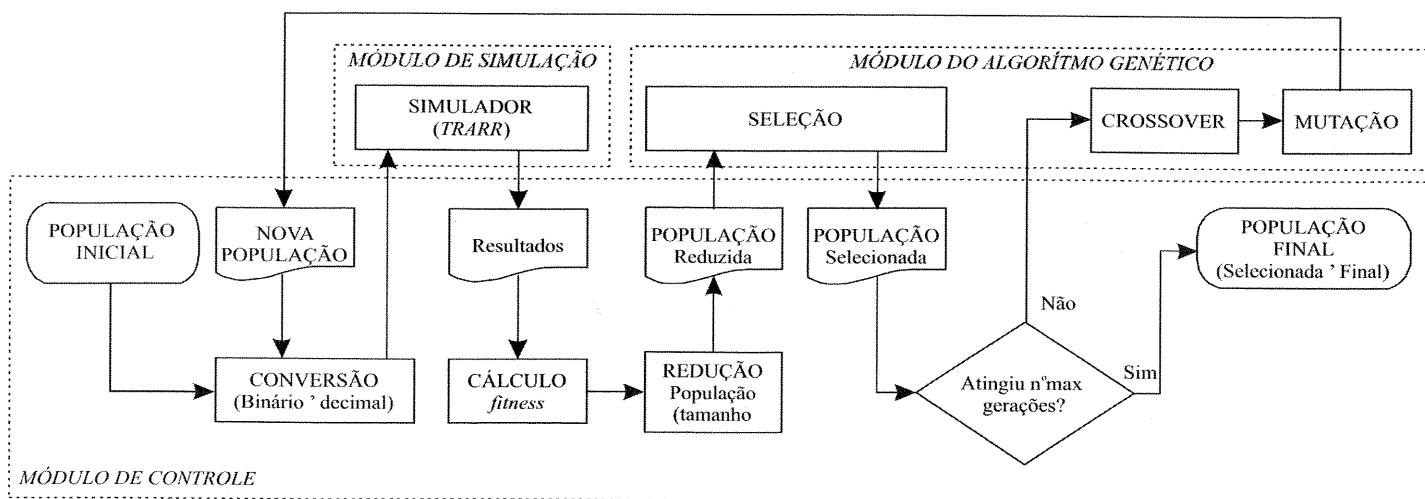 MÓDULO DE SIMULAÇÃO
MÓDULO DO ALGORÍTMO GENÉTICO
SIMULADOR
(TRARR)
SELEÇÃO
CROSSOVER
MUTAÇÃO
POPULAÇÃO
INICIAL
NOVA
POPULAÇÃO
Resultados
POPULAÇÃO
Reduzida
POPULAÇÃO
Selecionada
POPULAÇÃO
FINAL
(Selecionada ’ Final)
Não
CONVERSÃO
(Binário ’ decimal)
CÁLCULO
fitness
REDUÇÃO
População
(tamanho
Atingiu nºmax
gerações?
Sim
MÓDULO DE CONTROLE